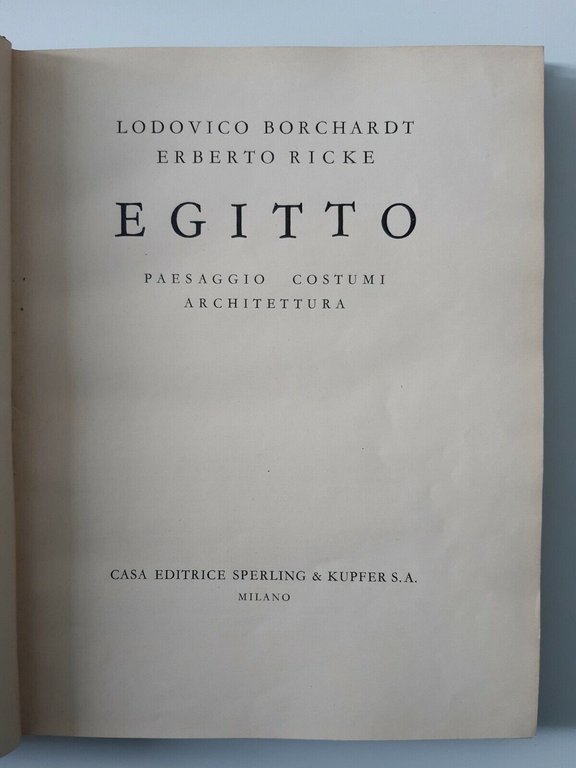 LODOVICO BORCHARDT
ERBERTO RICKE
EGITTO
PAESAGGIO COSTUMI
ARCHITETTURA
CASA EDITRICE SPERLING & KUPFER S.A.
MILANO